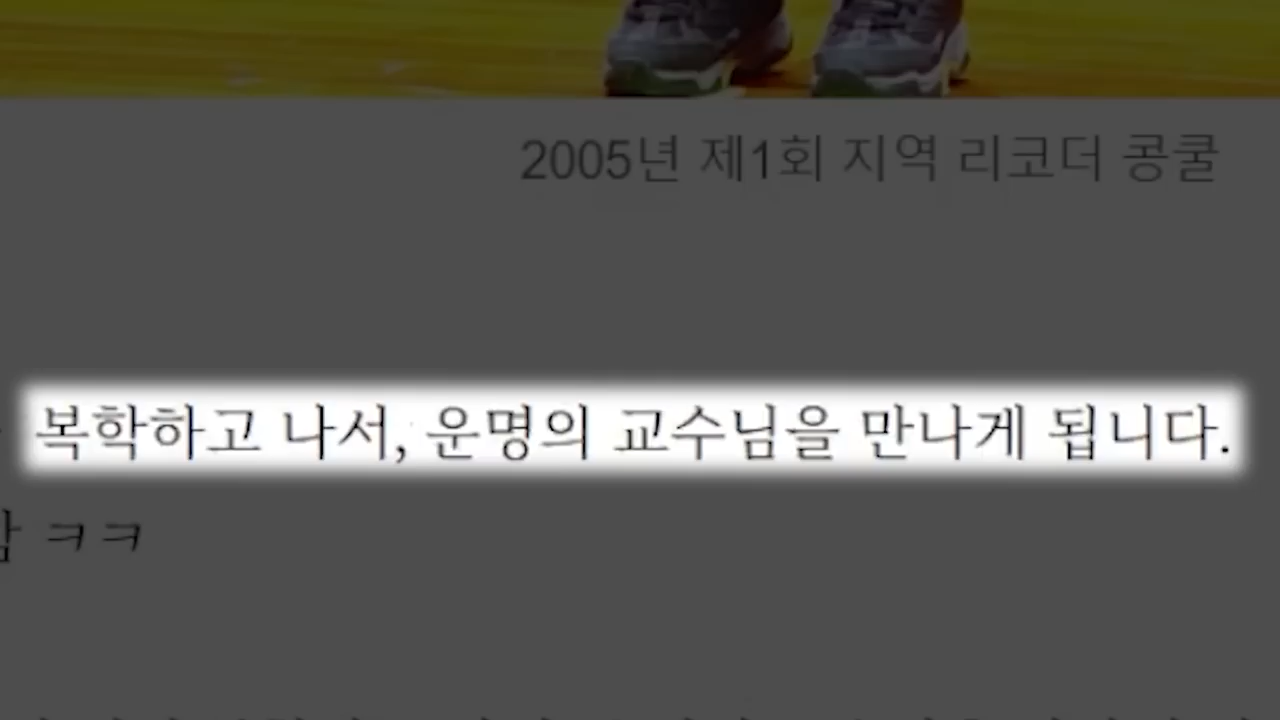 2005년 제1회 지역 리코더 콩쿨
복학하고 나서, 운명의 교수님을 만나게 됩니다.
ㅋㅋ